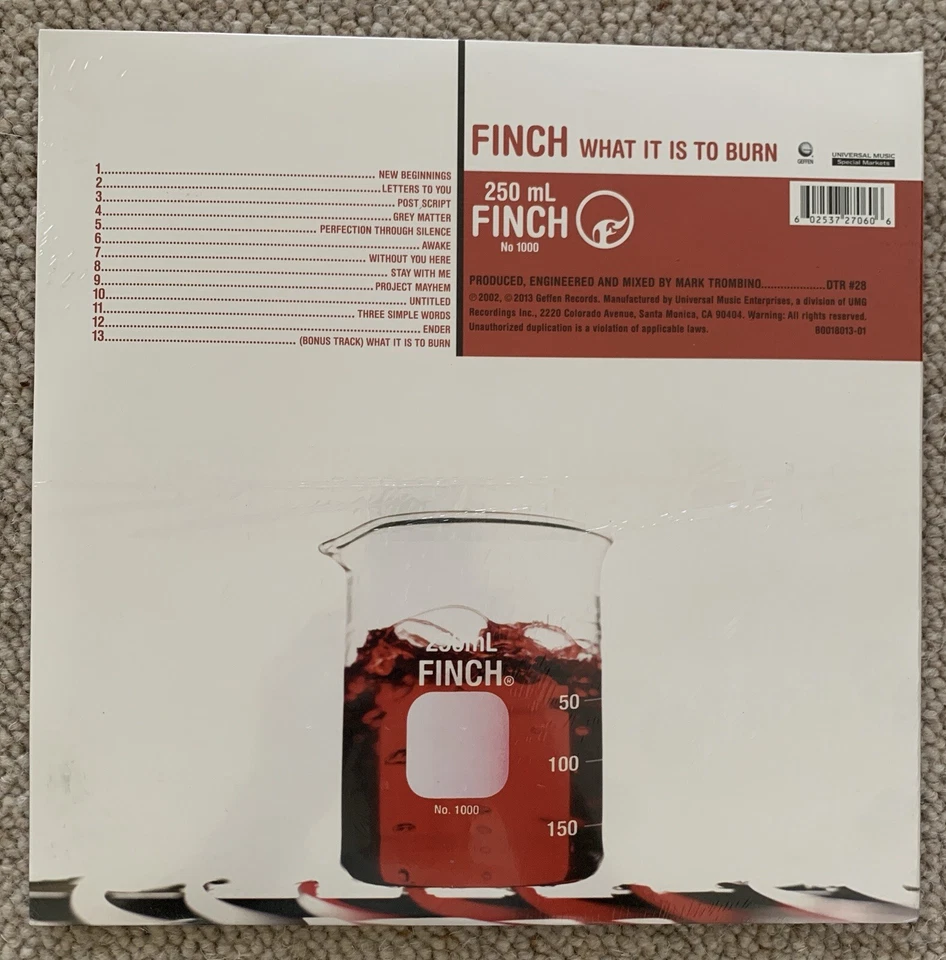 1................................................................ NEW BEGINNINGS
2................................................................ LETTERS TO YOU
3................................................................ POST SCRIPT
4................................................................ GREY MATTER
5................................................................ PERFECTION THROUGH SILENCE
6................................................................ AWAKE
7................................................................ WITHOUT YOU HERE
8................................................................ STAY WITH ME
9................................................................ PROJECT MAYHEM
10................................................................ UNTITLED
11................................................................ THREE SIMPLE WORDS
12................................................................ ENDER
13................................................................ (BONUS TRACK) WHAT IT IS TO BURN
FINCH WHAT IT IS TO BURN
GEFFEN
UNIVERSAL MUSIC
Special Markets
250 mL
FINCH
No 1000
6 02537 27060 6
PRODUCED, ENGINEERED AND MIXED BY MARK TROMBINO...................OTR #28
℗ 2002, © 2013 Geffen Records. Manufactured by Universal Music Enterprises, a division of UMG
Recordings Inc., 2220 Colorado Avenue, Santa Monica, CA 90404. Warning: All rights reserved.
Unauthorized duplication is a violation of applicable laws. B0018013-01
250mL
FINCH®
50
100
No. 1000
150